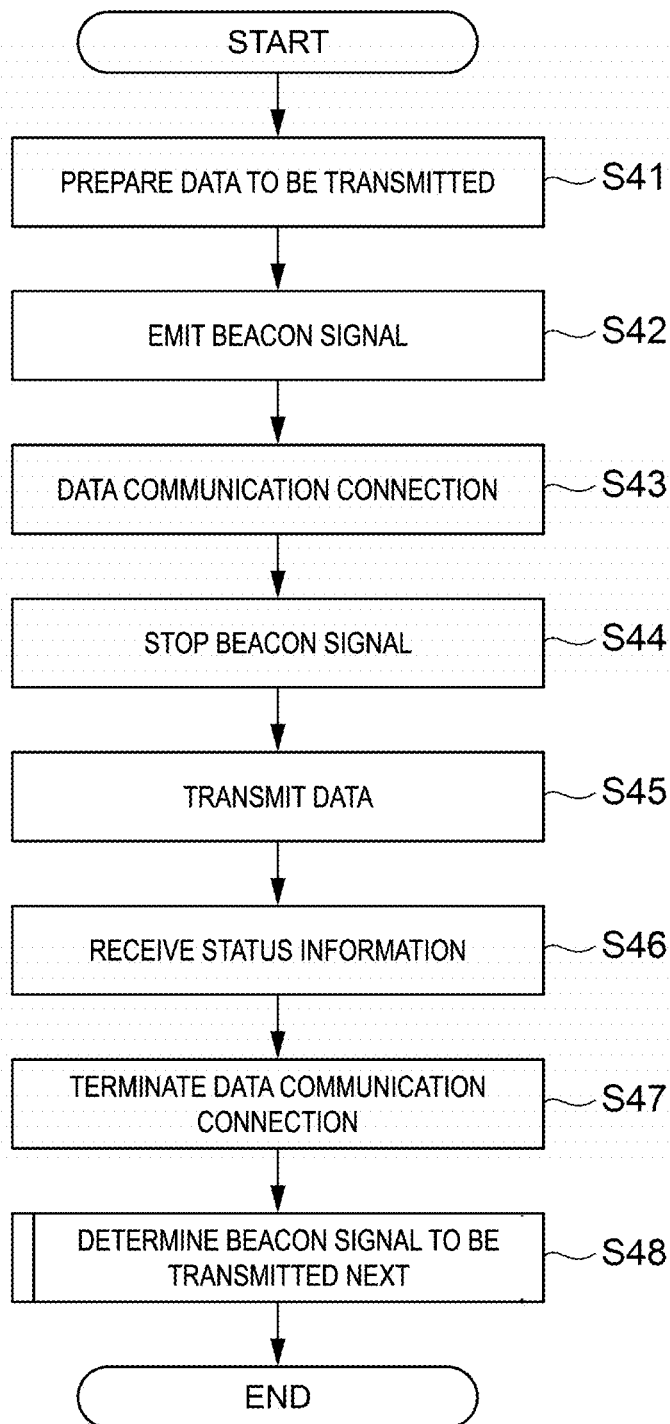 START
PREPARE DATA TO BE TRANSMITTED
S41
EMIT BEACON SIGNAL
S42
DATA COMMUNICATION CONNECTION
S43
STOP BEACON SIGNAL
S44
TRANSMIT DATA
S45
RECEIVE STATUS INFORMATION
S46
TERMINATE DATA COMMUNICATION
CONNECTION
S47
DETERMINE BEACON SIGNAL TO BE
TRANSMITTED NEXT
S48
END